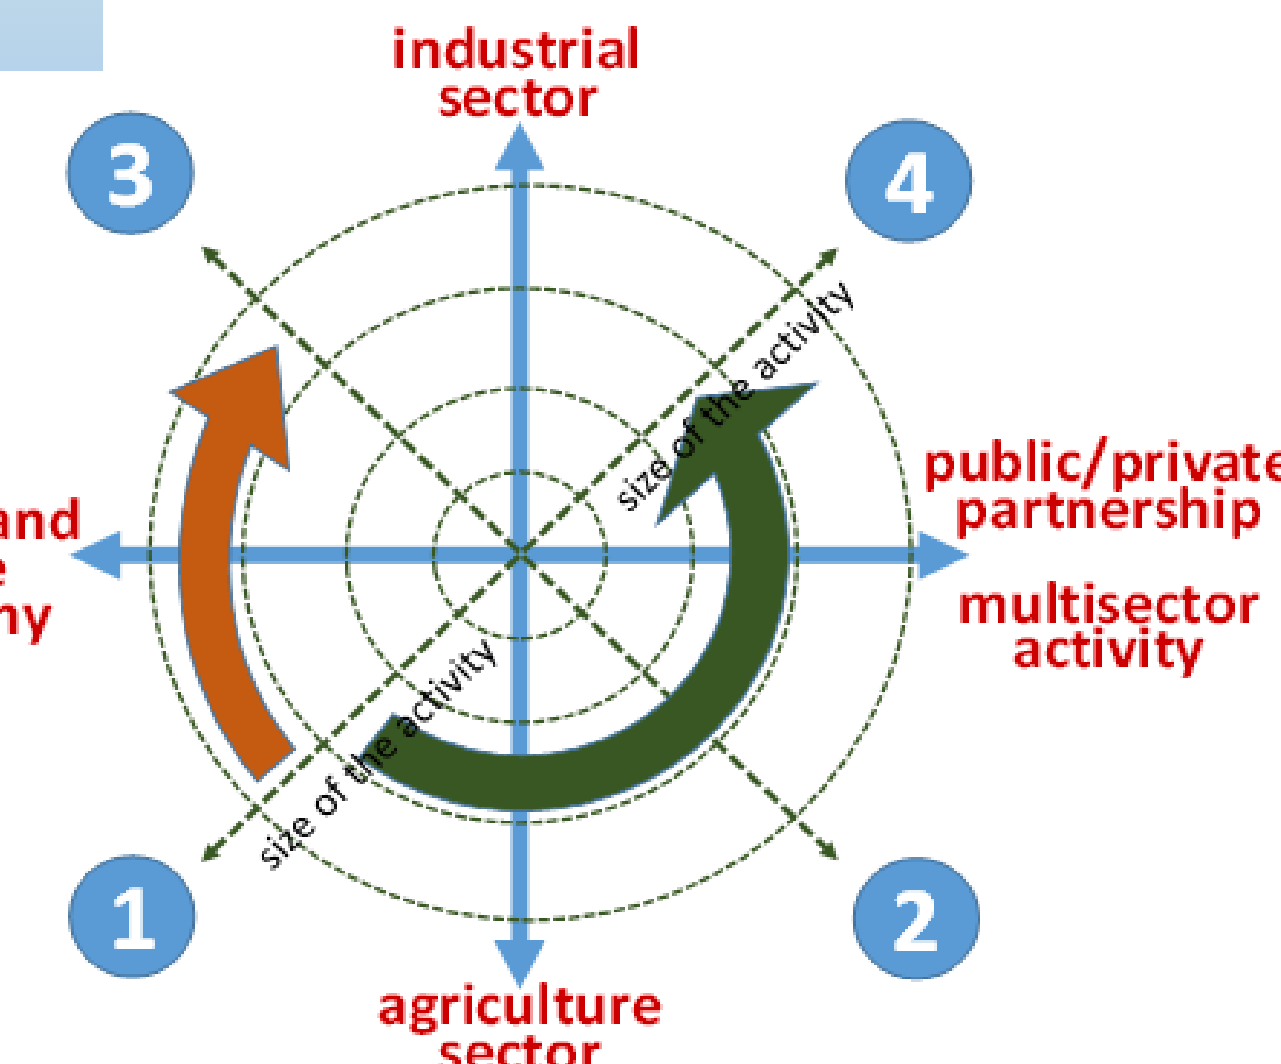 industrial
sector
3
4
size of the activity
public/private
partnership
and
multisector
activity
size of the activity
1
2
agriculture
sector